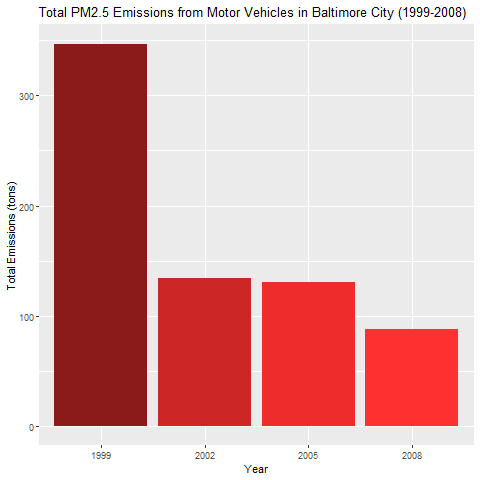 Total PM2.5 Emissions from Motor Vehicles in Baltimore City (1999-2008)
Total Emissions (tons)
300
200
100
0
1999 2002 2005 2008
Year